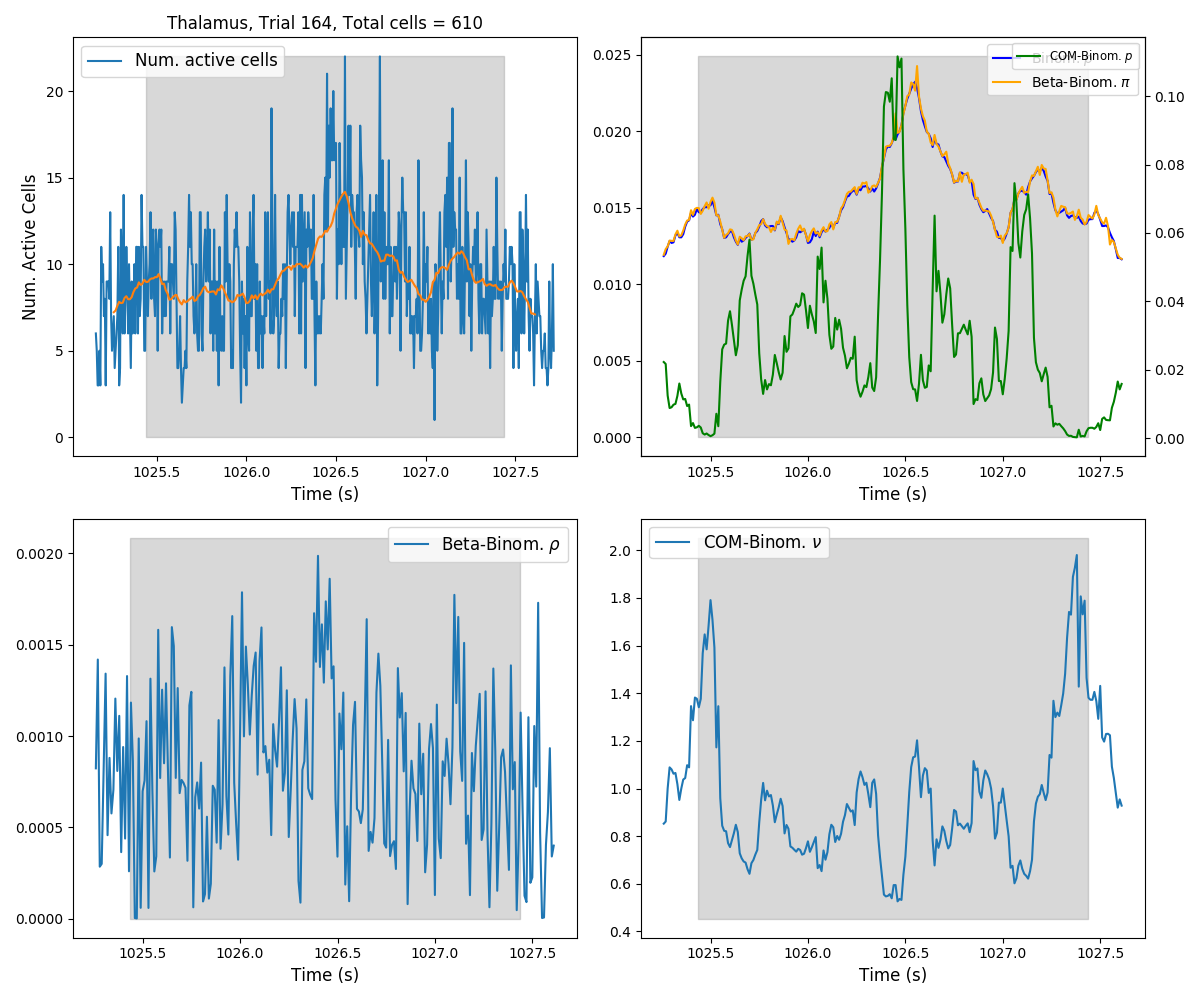 Thalamus, Trial 164, Total cells = 610
Num. active cells
Num. Active Cells
20
15
10
5
0
1025.5 1026.0 1026.5 1027.0 1027.5
Time (s)
COM-Binom. p
Beta-Binom. π
0.025
0.020
0.015
0.010
0.005
0.000
0.10
0.08
0.06
0.04
0.02
0.00
1025.5 1026.0 1026.5 1027.0 1027.5
Time (s)
Beta-Binom. ρ
0.0020
0.0015
0.0010
0.0005
0.0000
1025.5 1026.0 1026.5 1027.0 1027.5
Time (s)
COM-Binom. ν
2.0
1.8
1.6
1.4
1.2
1.0
0.8
0.6
0.4
1025.5 1026.0 1026.5 1027.0 1027.5
Time (s)